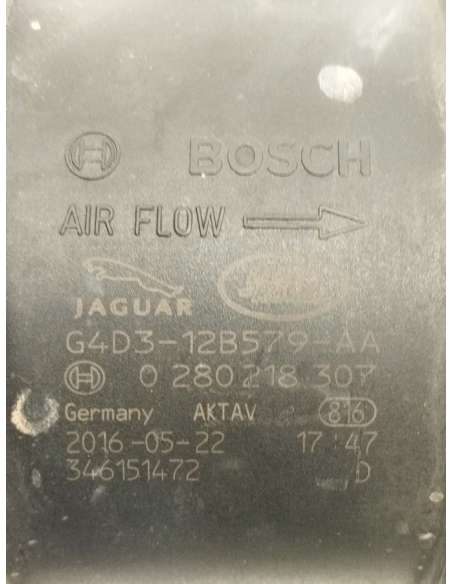 BOSCH
AIR FLOW
JAGUAR
G4D3-12B579-AA
0 280 218 307
Germany AKTAV 816
2016-05-22 17:47
346151472 D